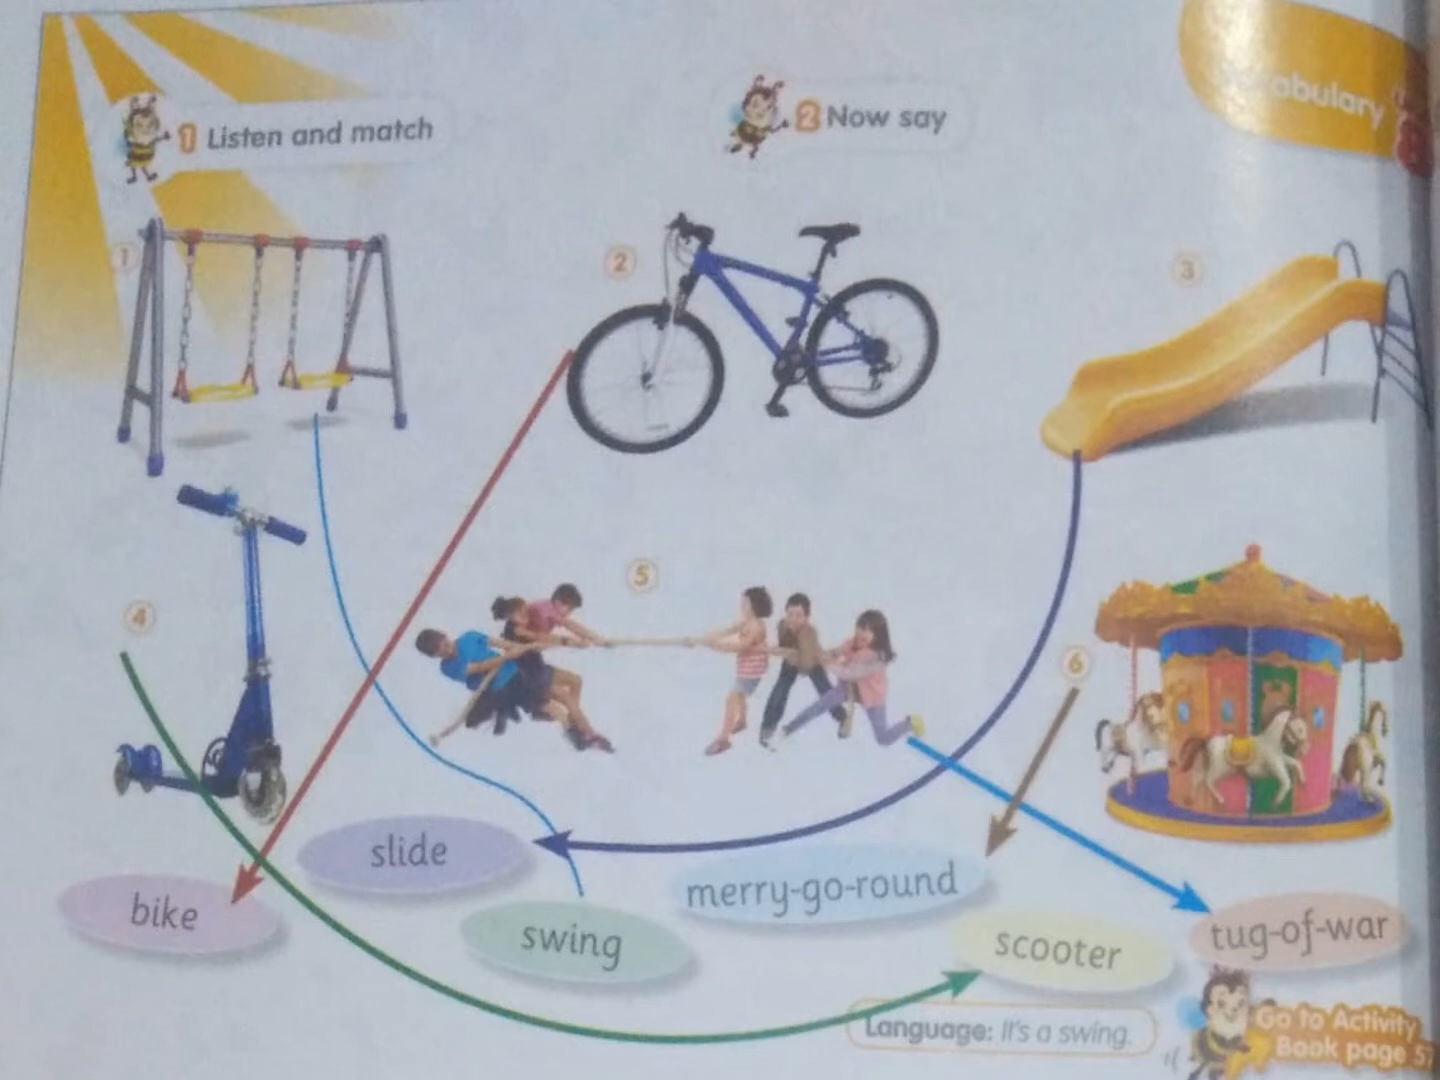 1 Listen and match
2 Now say
1
2
3
4
5
6
slide
bike
swing
merry-go-round
scooter
tug-of-war
Language: It's a swing.
Go to Activity
Book page